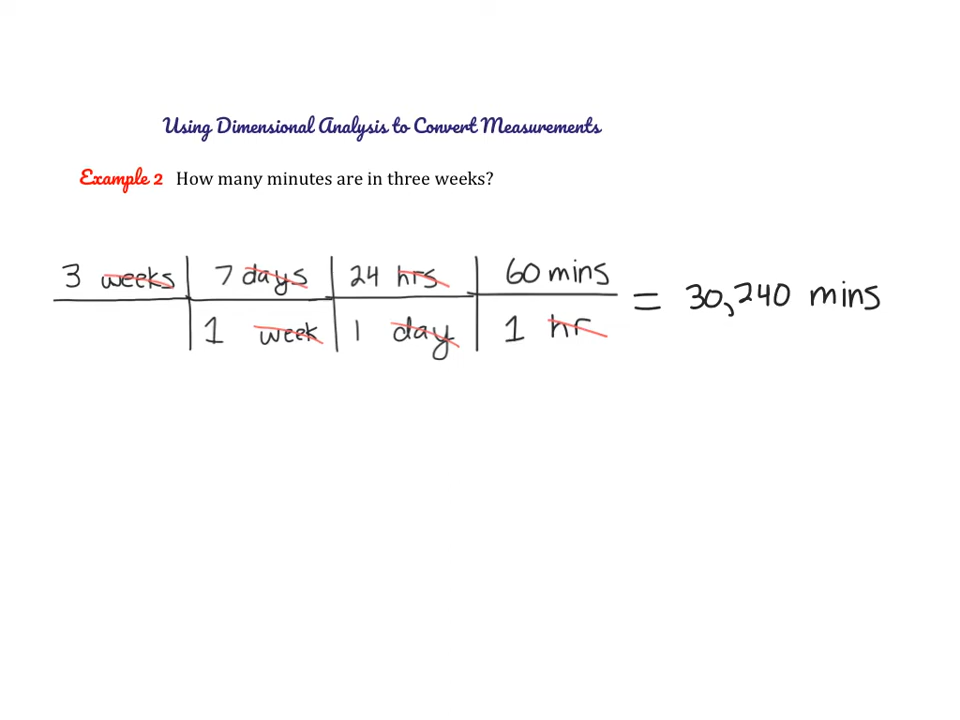 Using Dimensional Analysis to Convert Measurements
Example 2 How many minutes are in three weeks?
3 weeks 7 days 24 hrs 60 mins
= 30,240 mins
1 week 1 day 1 hr